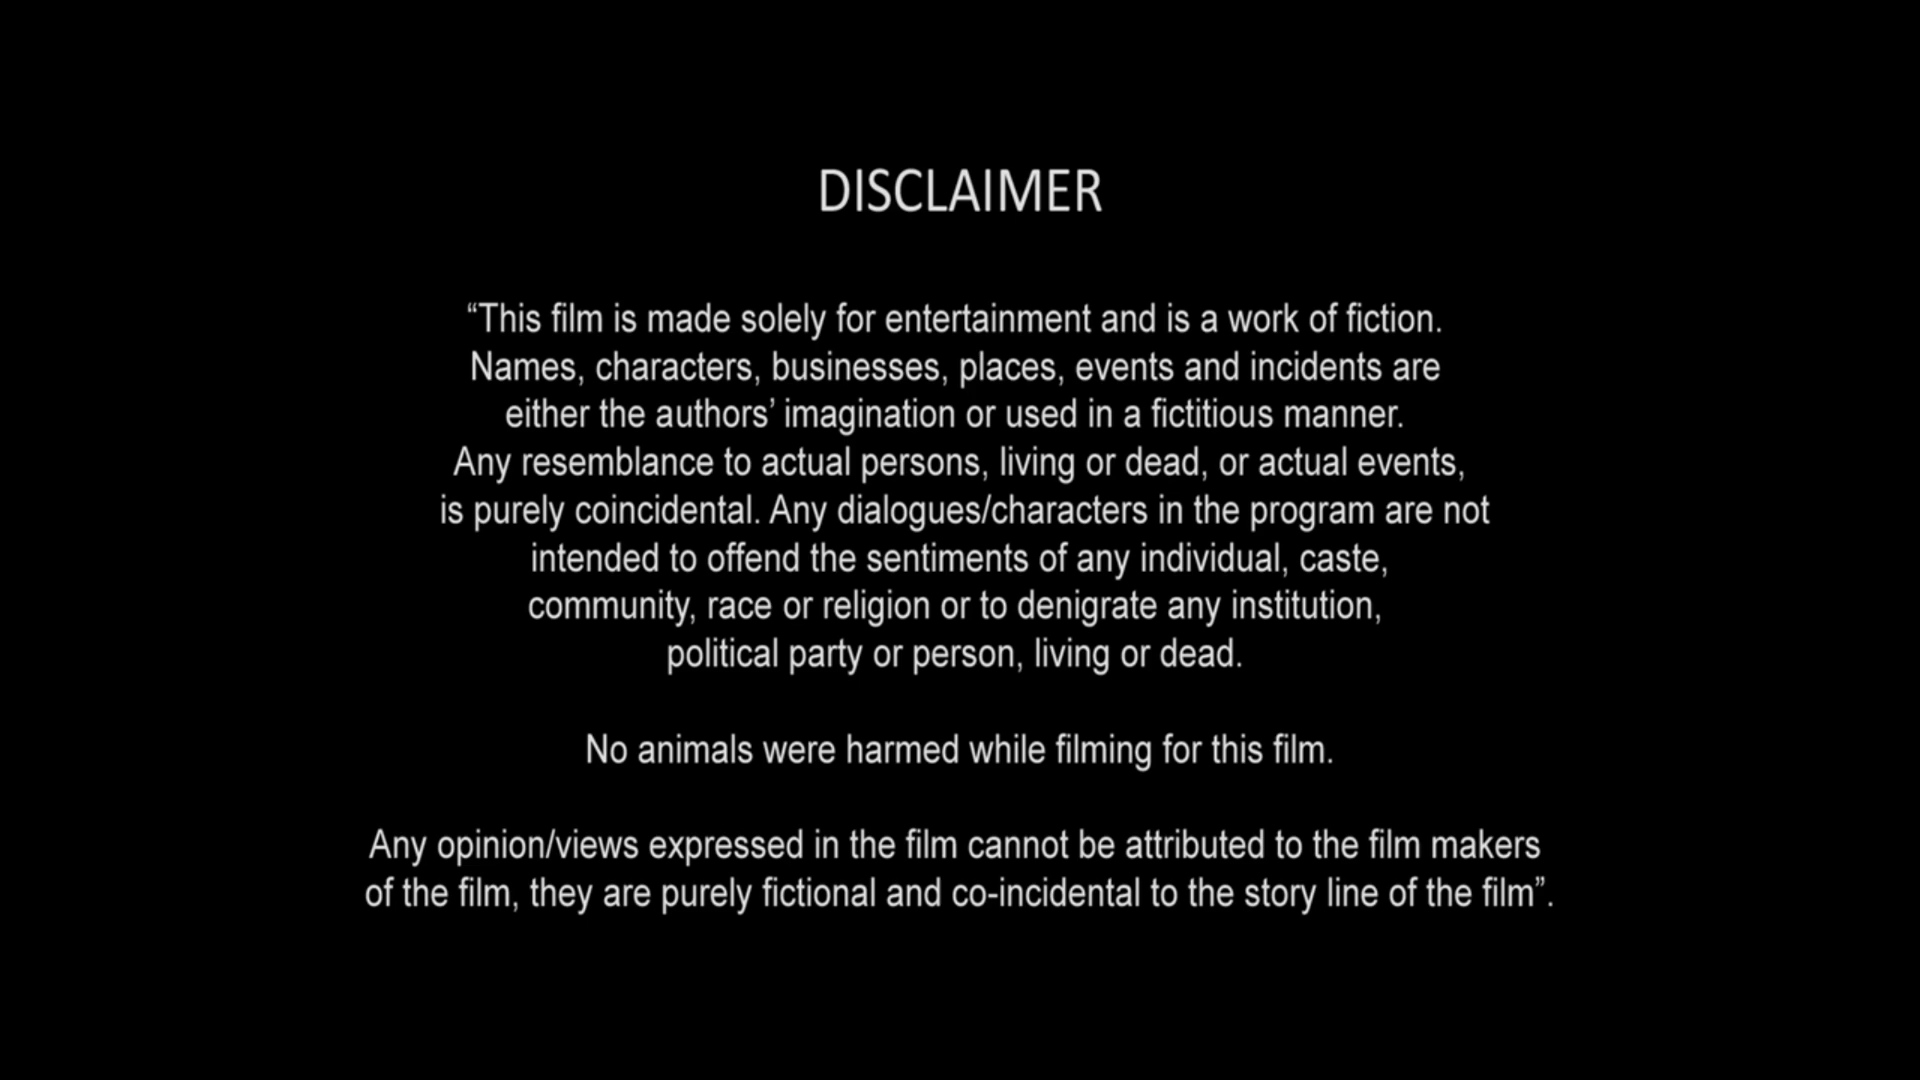 DISCLAIMER
“This film is made solely for entertainment and is a work of fiction.
Names, characters, businesses, places, events and incidents are
either the authors’ imagination or used in a fictitious manner.
Any resemblance to actual persons, living or dead, or actual events,
is purely coincidental. Any dialogues/characters in the program are not
intended to offend the sentiments of any individual, caste,
community, race or religion or to denigrate any institution,
political party or person, living or dead.
No animals were harmed while filming for this film.
Any opinion/views expressed in the film cannot be attributed to the film makers
of the film, they are purely fictional and co-incidental to the story line of the film”.